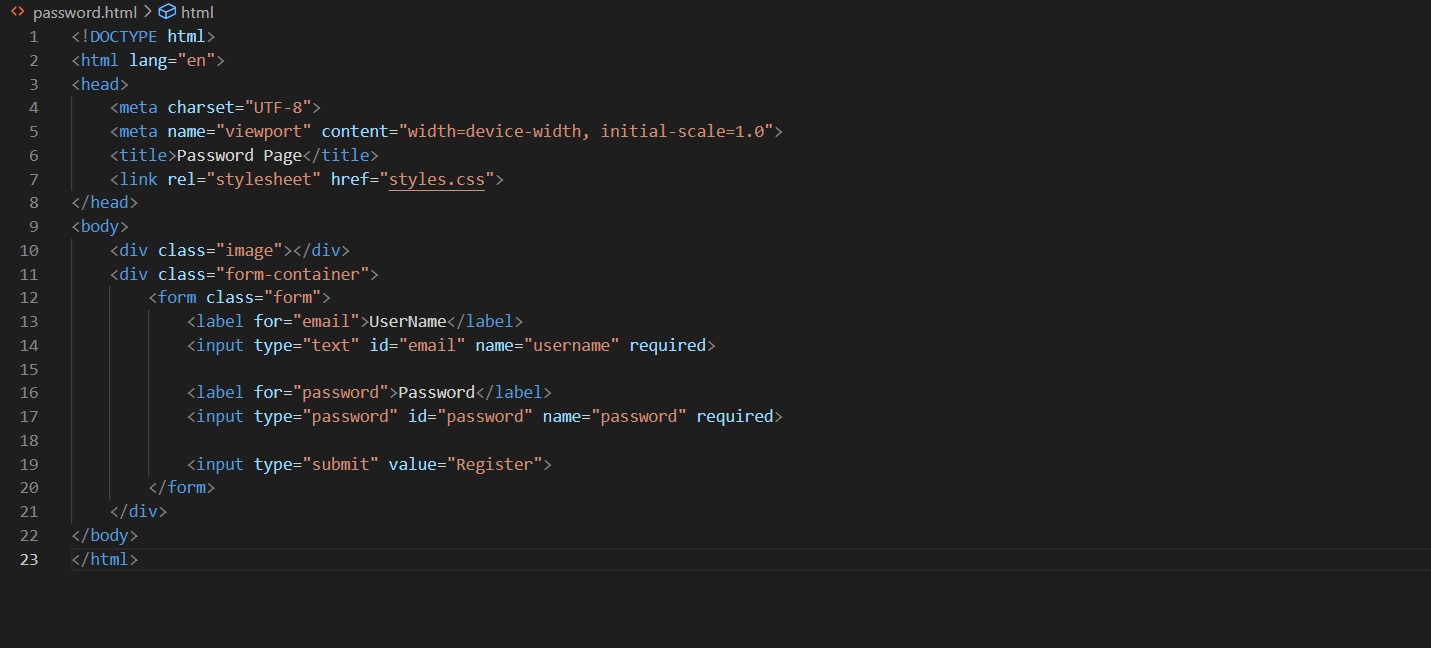 password.html > html
1 <!DOCTYPE html>
2 <html lang="en">
3 <head>
4     <meta charset="UTF-8">
5     <meta name="viewport" content="width=device-width, initial-scale=1.0">
6     <title>Password Page</title>
7     <link rel="stylesheet" href="styles.css">
8 </head>
9 <body>
10     <div class="image"></div>
11     <div class="form-container">
12         <form class="form">
13             <label for="email">UserName</label>
14             <input type="text" id="email" name="username" required>
15
16             <label for="password">Password</label>
17             <input type="password" id="password" name="password" required>
18
19             <input type="submit" value="Register">
20         </form>
21     </div>
22 </body>
23 </html>